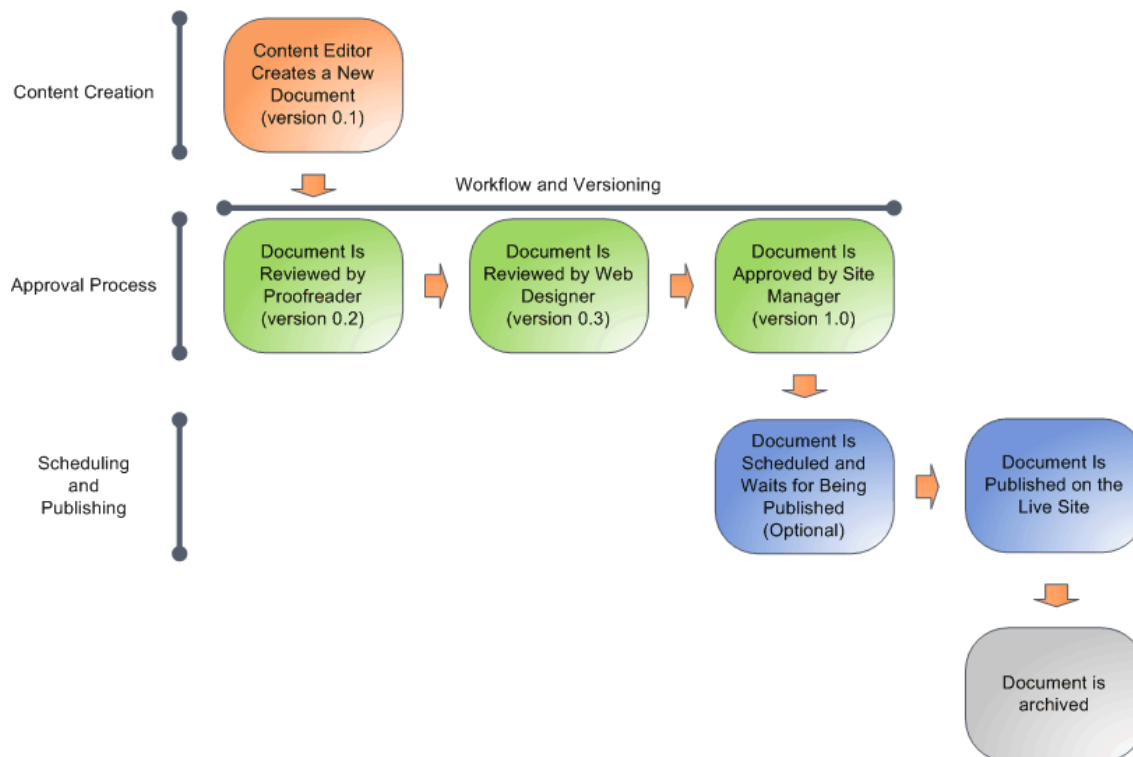 Content Creation
Content Editor
Creates a New
Document
(version 0.1)
Workflow and Versioning
Approval Process
Document Is
Reviewed by
Proofreader
(version 0.2)
Document Is
Reviewed by Web
Designer
(version 0.3)
Document Is
Approved by Site
Manager
(version 1.0)
Scheduling
and
Publishing
Document Is
Scheduled and
Waits for Being
Published
(Optional)
Document Is
Published on the
Live Site
Document is
archived